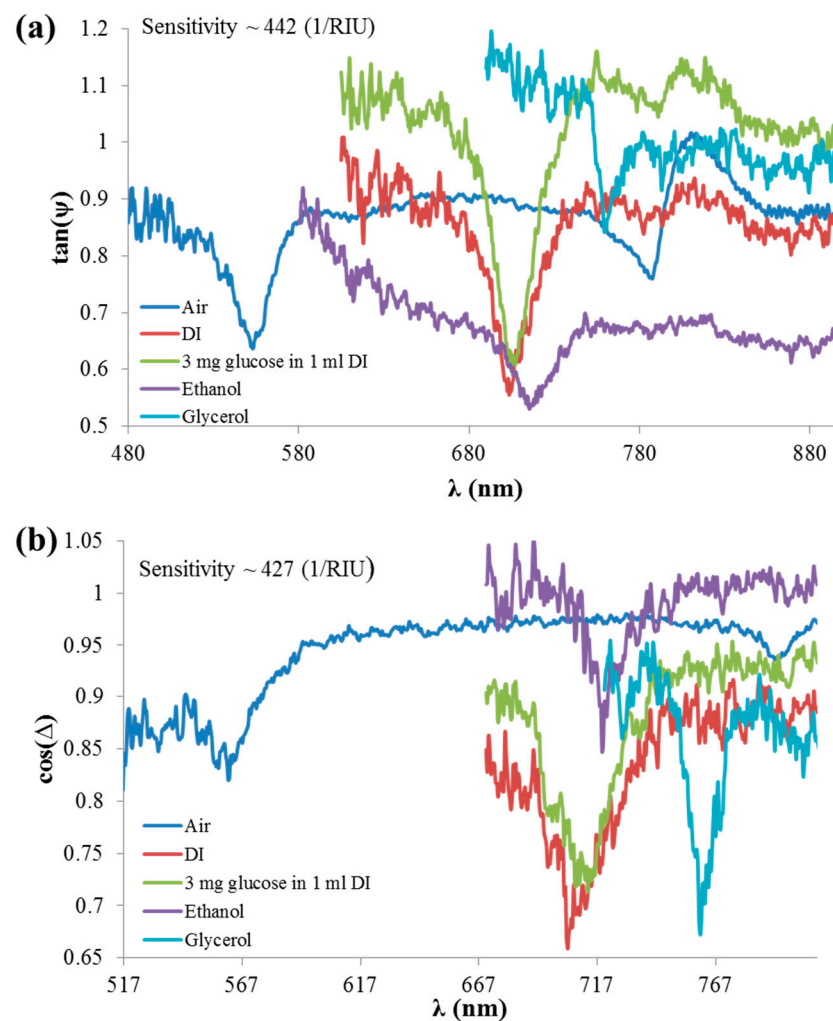 (a)
Sensitivity ~ 442 (1/RIU)
1.2
1.1
1
0.9
0.8
0.7
0.6
0.5
tan(ψ)
Air
DI
3 mg glucose in 1 ml DI
Ethanol
Glycerol
480 580 680 780 880
λ (nm)
(b)
Sensitivity ~ 427 (1/RIU)
1.05
1
0.95
0.9
0.85
0.8
0.75
0.7
0.65
cos(Δ)
Air
DI
3 mg glucose in 1 ml DI
Ethanol
Glycerol
517 567 617 667 717 767
λ (nm)